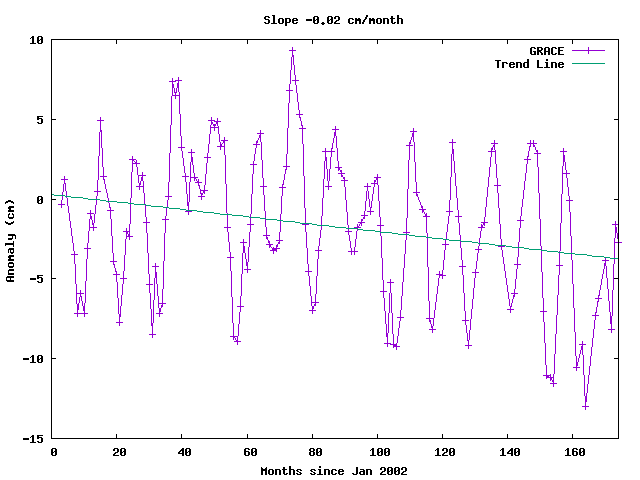 Slope -0.02 cm/month
GRACE
Trend Line
10
5
0
-5
-10
-15
Anomaly (cm)
0 20 40 60 80 100 120 140 160
Months since Jan 2002